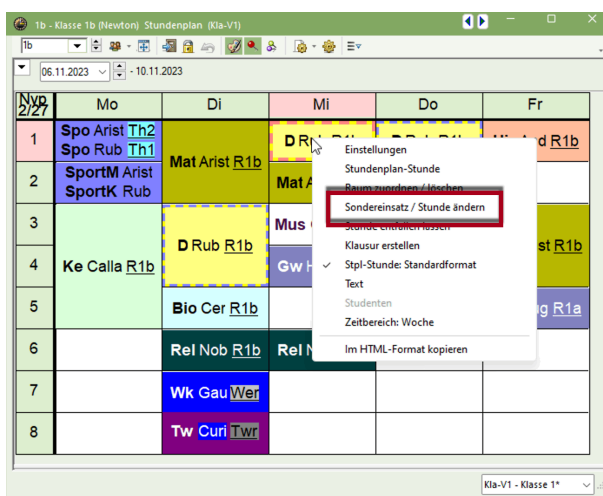 1b - Klasse 1b (Newton) Stundenplan (Kla-V1)
1b
06.11.2023 - 10.11.2023
Mo Di Mi Do Fr
2/27
1 Spo Arist Th2
Spo Rub Th1
Mat Arist R1b
R1b
2 SportM Arist
SportK Rub
Mat
3 D Rub R1b
Mus
4 Ke Calla R1b
Gw
R1b
5 Bio Cer R1b
R1a
6 Rel Nob R1b
Rel
7 Wk Gau Wer
8 Tw Curi Twr
Einstellungen
Stundenplan-Stunde
Raum zuordnen / löschen
Sondereinsatz / Stunde ändern
Stunde entfallen lassen
Klausur erstellen
Stpl-Stunde: Standardformat
Text
Studenten
Zeitbereich: Woche
Im HTML-Format kopieren
Kla-V1 - Klasse 1*